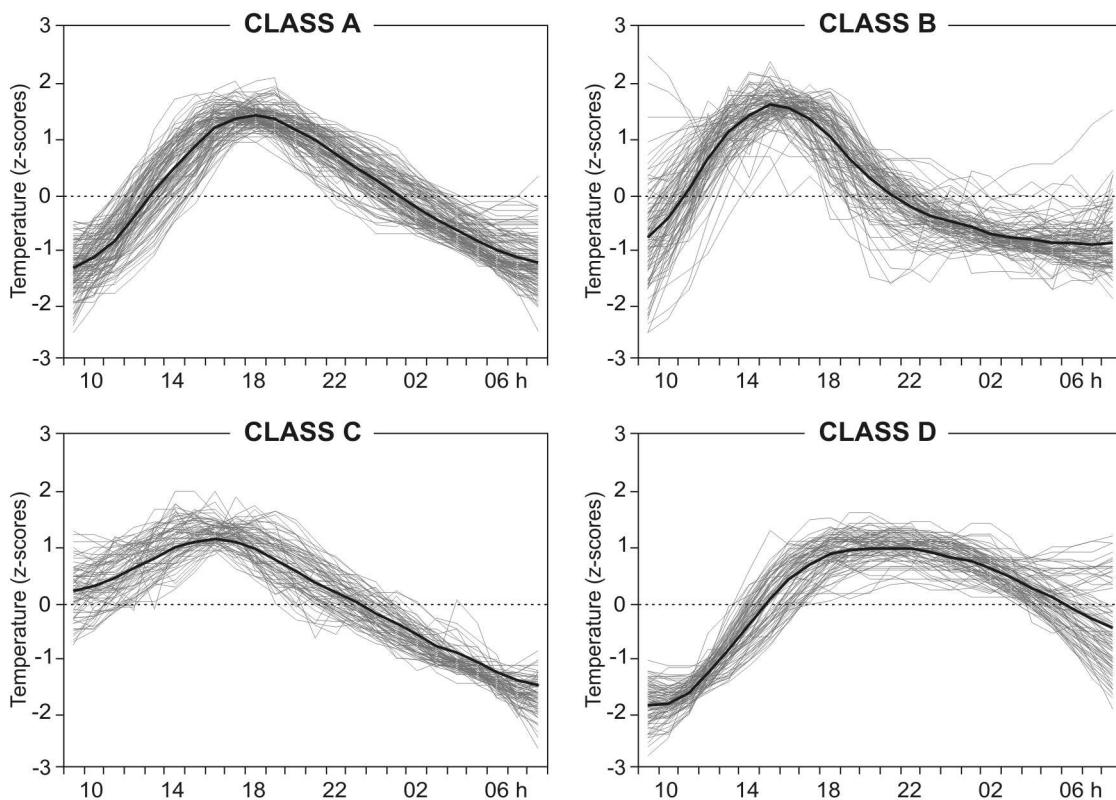 CLASS A
Temperature (z-scores)
3
2
1
0
-1
-2
-3
10 14 18 22 02 06 h
CLASS B
Temperature (z-scores)
3
2
1
0
-1
-2
-3
10 14 18 22 02 06 h
CLASS C
Temperature (z-scores)
3
2
1
0
-1
-2
-3
10 14 18 22 02 06 h
CLASS D
Temperature (z-scores)
3
2
1
0
-1
-2
-3
10 14 18 22 02 06 h